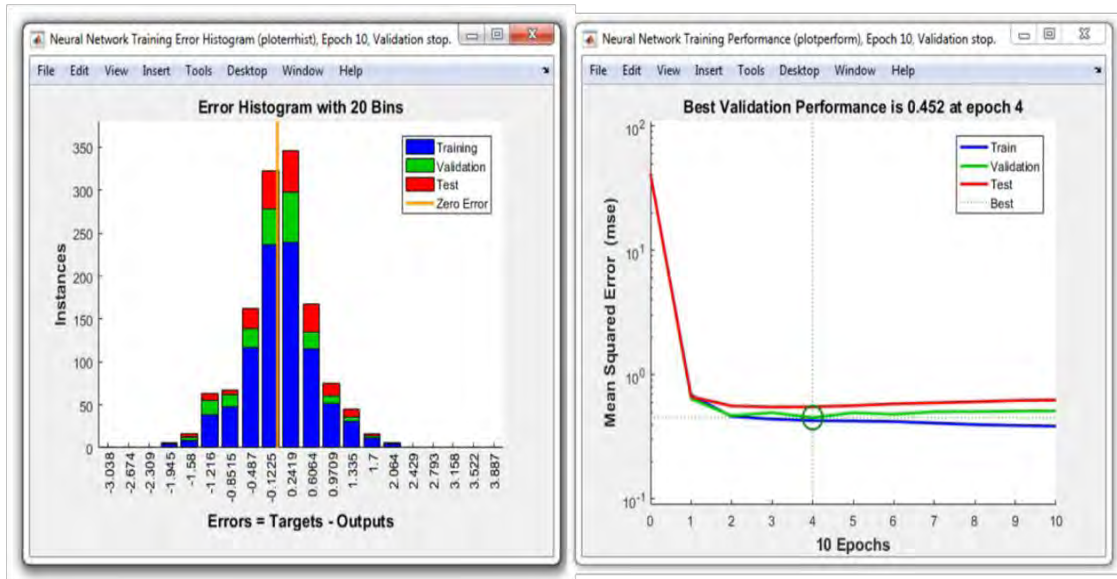 Neural Network Training Error Histogram (ploterrhist), Epoch 10, Validation stop.
File Edit View Insert Tools Desktop Window Help
Error Histogram with 20 Bins
Training
Validation
Test
Zero Error
Instances
350
300
250
200
150
100
50
0
-3.038
-2.674
-2.309
-1.945
-1.58
-1.216
-0.8515
-0.487
-0.1225
0.2419
0.6064
0.9709
1.335
1.7
2.064
2.429
2.793
3.158
3.522
3.887
Errors = Targets - Outputs
Neural Network Training Performance (plotperform), Epoch 10, Validation stop.
File Edit View Insert Tools Desktop Window Help
Best Validation Performance is 0.452 at epoch 4
Train
Validation
Test
Best
Mean Squared Error (mse)
10²
10¹
10⁰
10⁻¹
0 1 2 3 4 5 6 7 8 9 10
10 Epochs